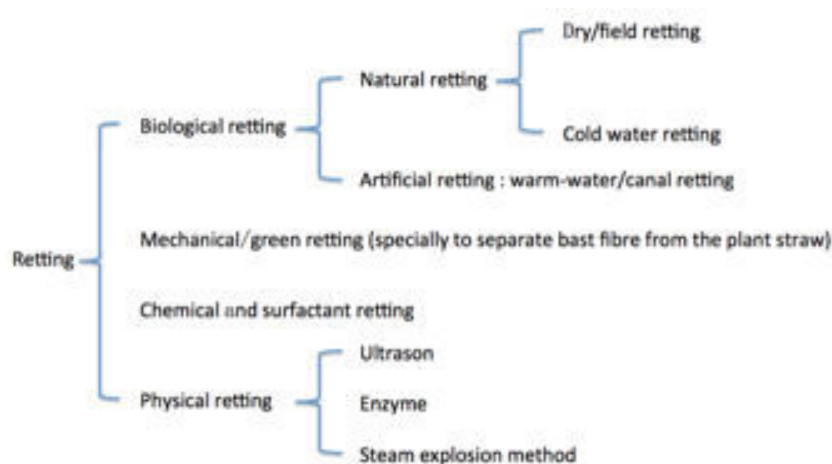 Dry/field retting
Natural retting
Biological retting
Cold water retting
Artificial retting : warm-water/canal retting
Mechanical/green retting (specially to separate bast fibre from the plant straw)
Retting
Chemical and surfactant retting
Ultrason
Physical retting
Enzyme
Steam explosion method